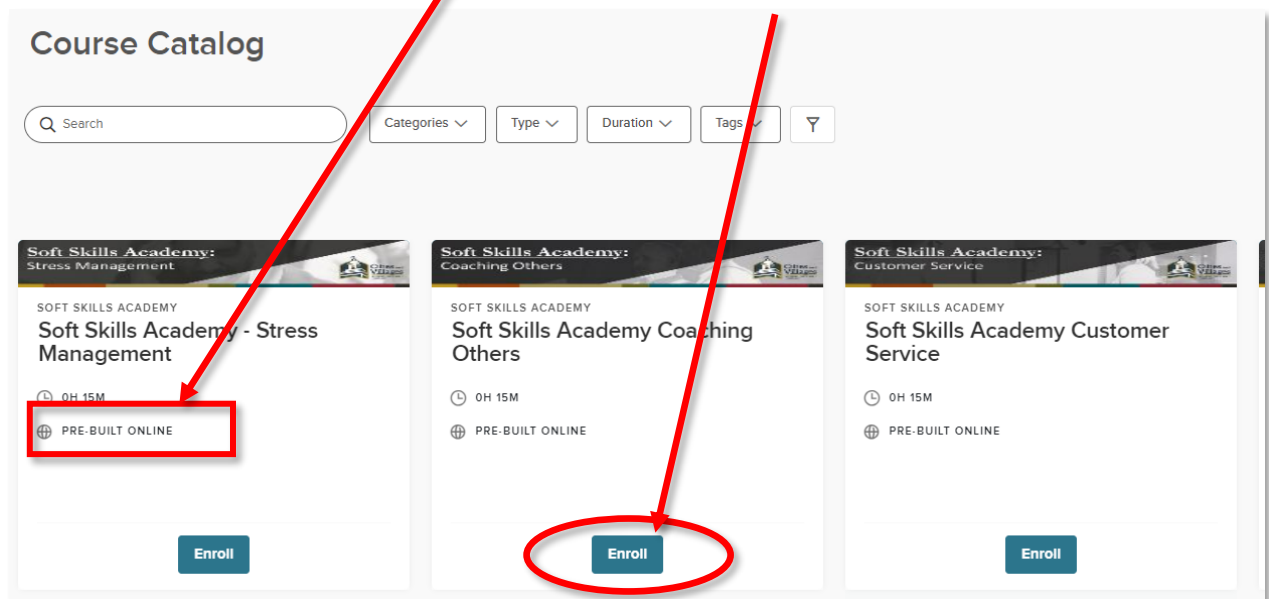 Course Catalog
Search
Categories
Type
Duration
Tags
Soft Skills Academy:
Stress Management
SOFT SKILLS ACADEMY
Soft Skills Academy - Stress
Management
0H 15M
PRE-BUILT ONLINE
Enroll
Soft Skills Academy:
Coaching Others
SOFT SKILLS ACADEMY
Soft Skills Academy Coaching
Others
0H 15M
PRE-BUILT ONLINE
Enroll
Soft Skills Academy:
Customer Service
SOFT SKILLS ACADEMY
Soft Skills Academy Customer
Service
0H 15M
PRE-BUILT ONLINE
Enroll